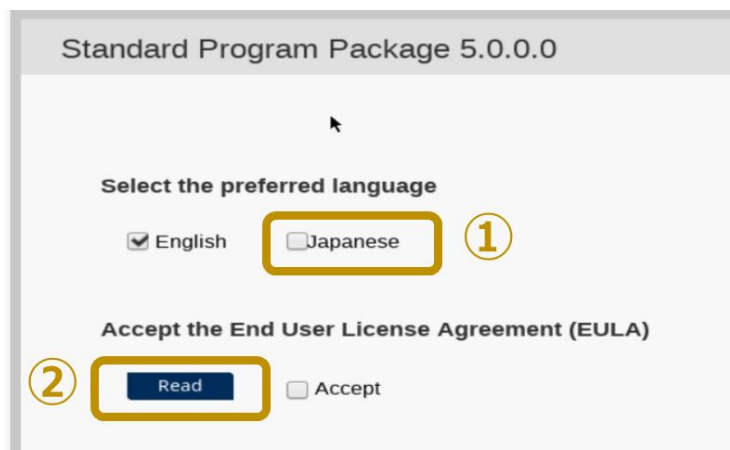 Standard Program Package 5.0.0.0
Select the preferred language
English Japanese ①
Accept the End User License Agreement (EULA)
② Read Accept